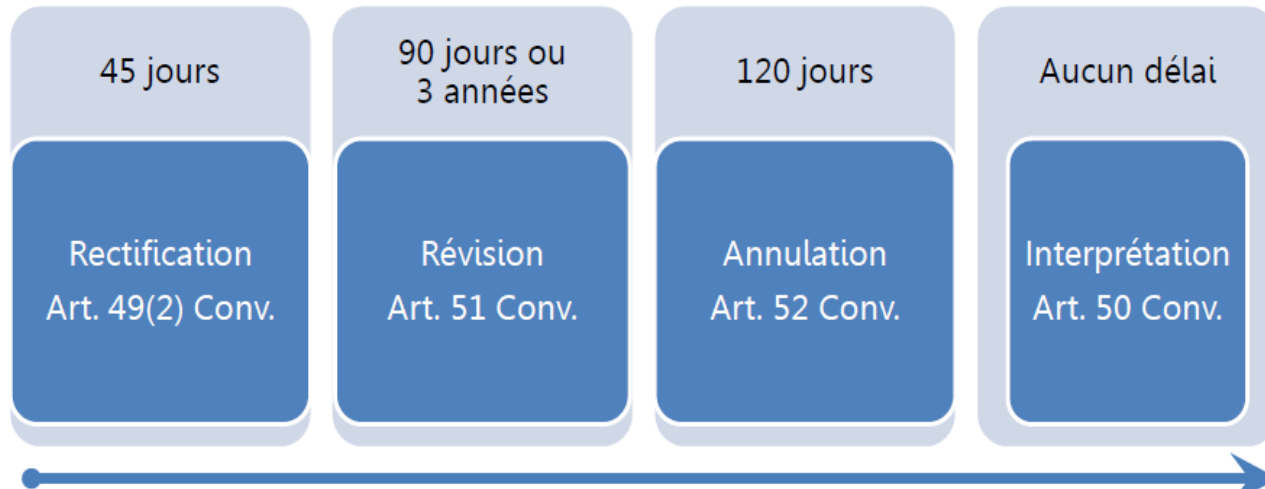 45 jours
Rectification
Art. 49(2) Conv.
90 jours ou
3 années
Révision
Art. 51 Conv.
120 jours
Annulation
Art. 52 Conv.
Aucun délai
Interprétation
Art. 50 Conv.